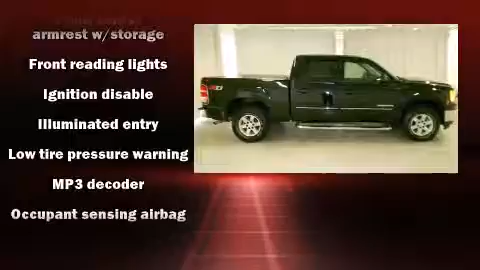 armrest w/storage
Front reading lights
Ignition disable
Illuminated entry
Low tire pressure warning
MP3 decoder
Occupant sensing airbag